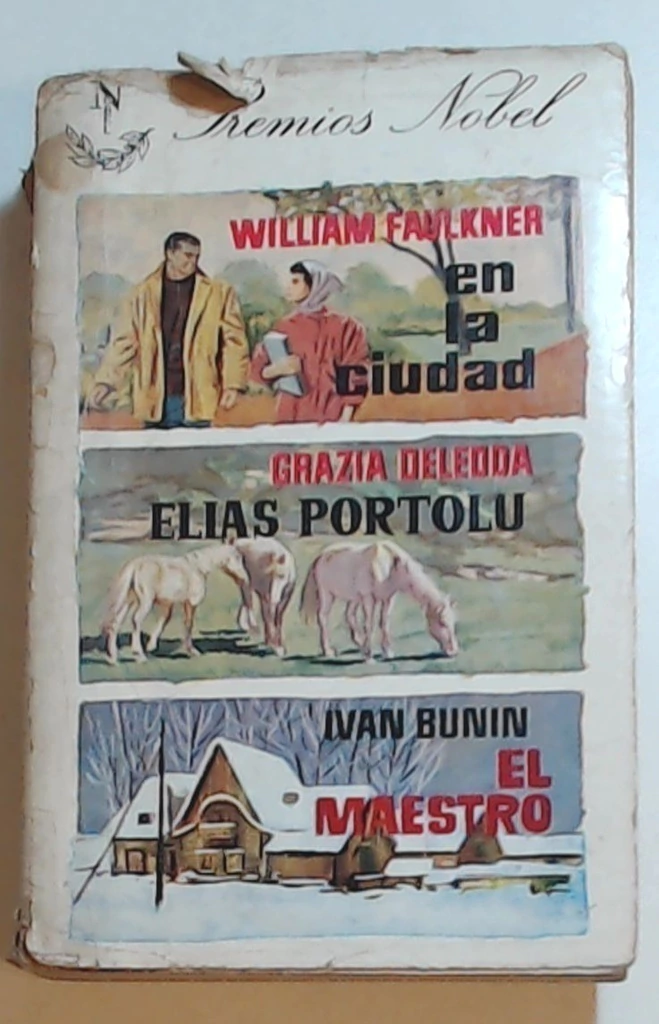 Premios Nobel
WILLIAM FAULKNER
en
la
ciudad
GRAZIA DELEDDA
ELIAS PORTOLU
IVAN BUNIN
EL
MAESTRO